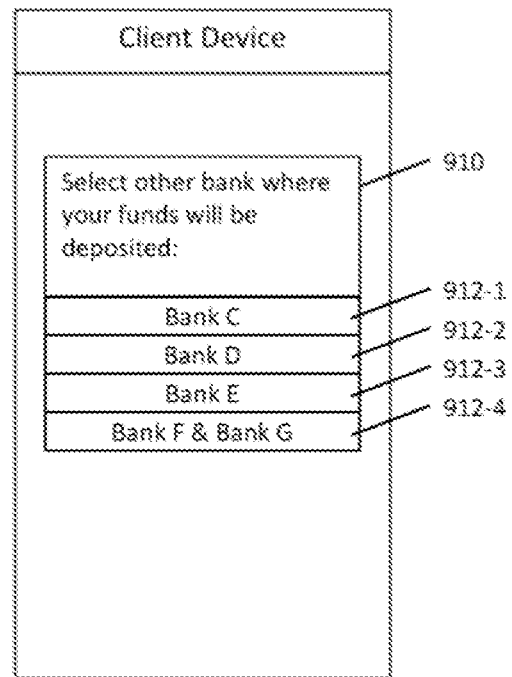 Client Device
Select other bank where
your funds will be
deposited:
910
Bank C
912-1
Bank D
912-2
Bank E
912-3
Bank F & Bank G
912-4